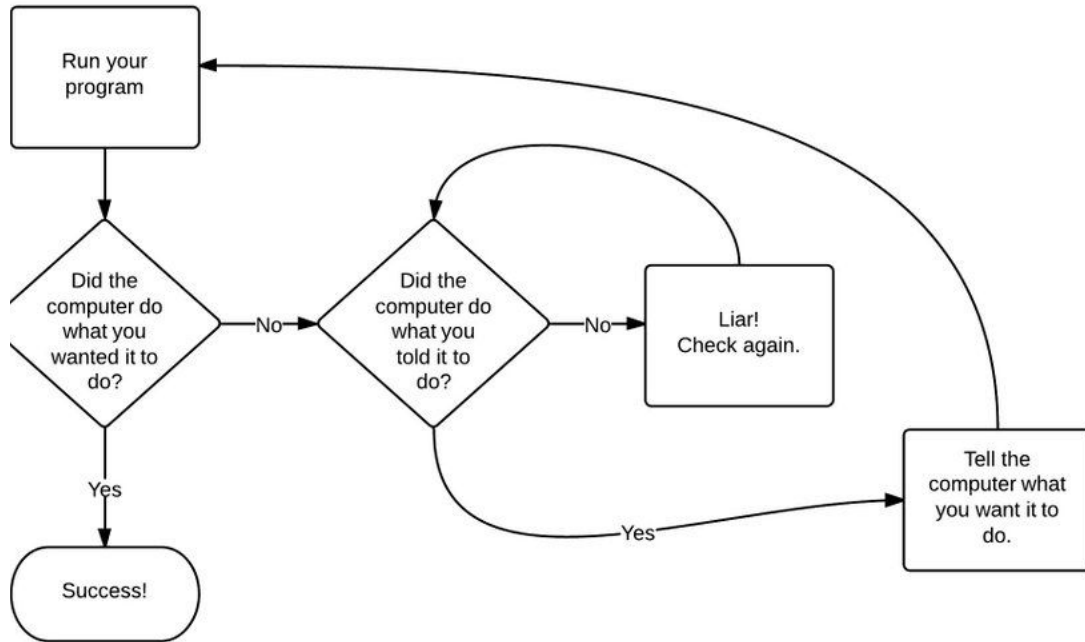 Run your
program
Did the
computer do
what you
wanted it to
do?
No
Did the
computer do
what you
told it to
do?
No
Liar!
Check again.
Yes
Tell the
computer what
you want it to
do.
Yes
Success!